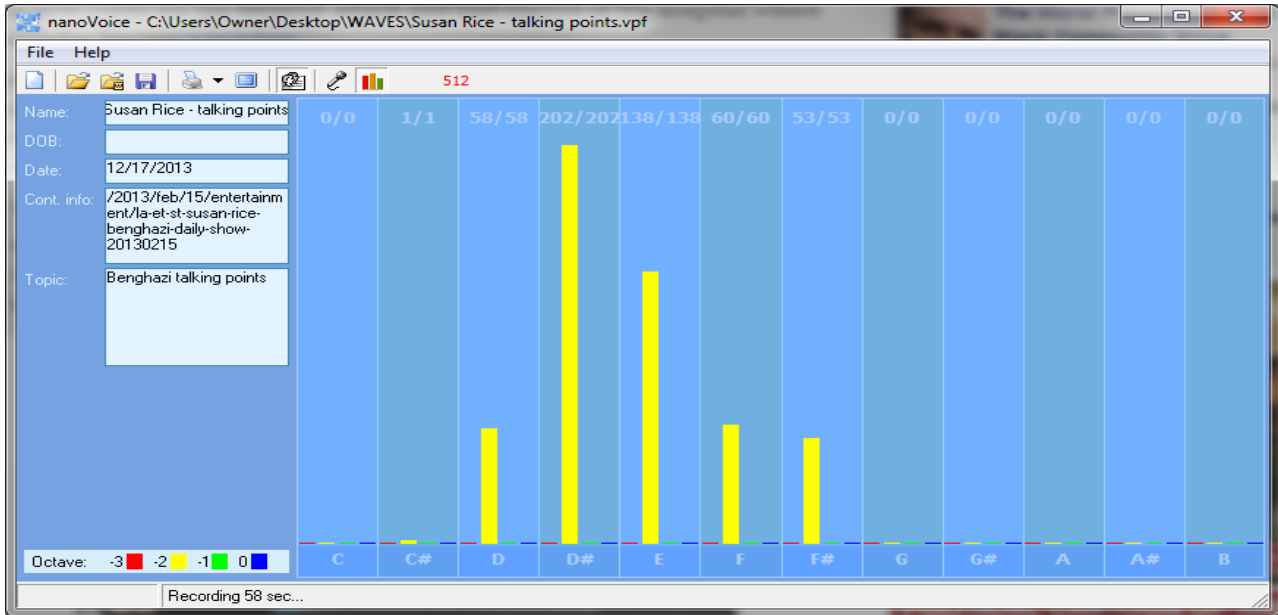 nanoVoice - C:\Users\Owner\Desktop\WAVES\Susan Rice - talking points.vpf
File Help
512
Name: Susan Rice - talking points
DOB:
Date: 12/17/2013
Cont. info: /2013/feb/15/entertainm
ent/la-et-st-susan-rice-
benghazi-daily-show-
20130215
Topic: Benghazi talking points
0/0 1/1 58/58 202/202 138/138 60/60 53/53 0/0 0/0 0/0 0/0 0/0
Octave: -3 -2 -1 0
C C# D D# E F F# G G# A A# B
Recording 58 sec...